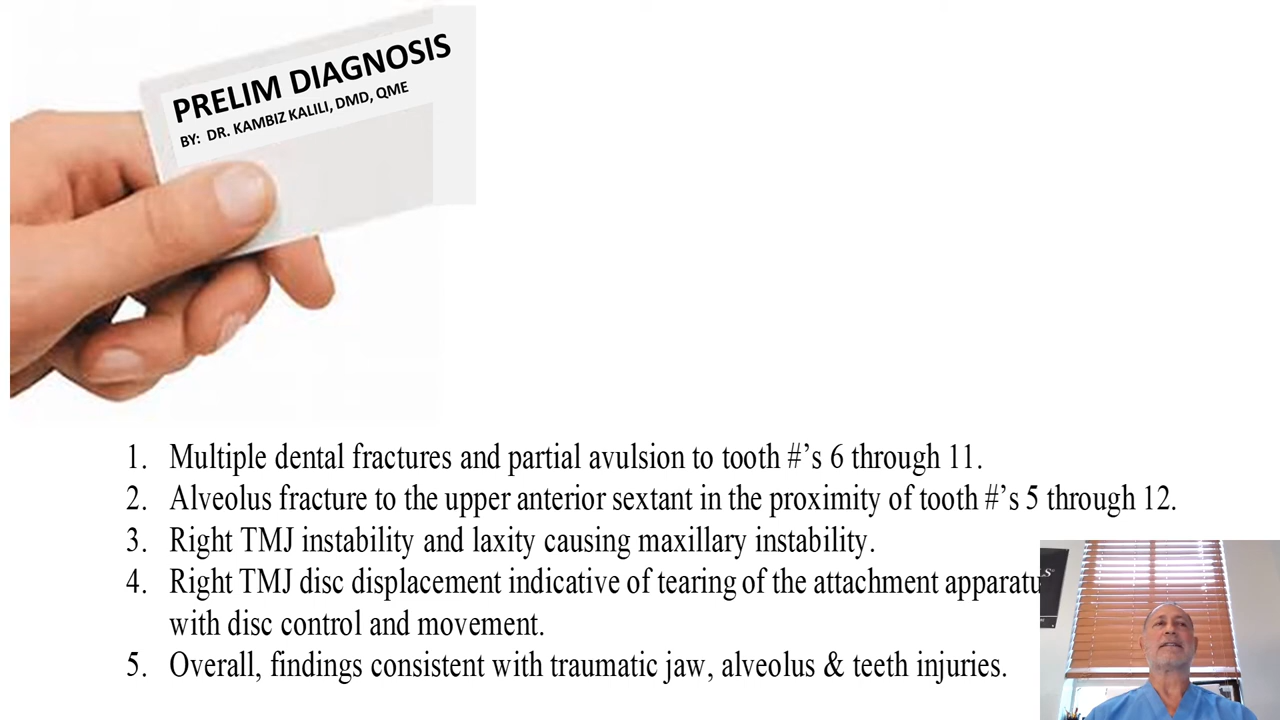 PRELIM DIAGNOSIS
BY: DR. KAMBIZ KALILI, DMD, QME
1. Multiple dental fractures and partial avulsion to tooth #’s 6 through 11.
2. Alveolus fracture to the upper anterior sextant in the proximity of tooth #’s 5 through 12.
3. Right TMJ instability and laxity causing maxillary instability.
4. Right TMJ disc displacement indicative of tearing of the attachment
with disc control and movement.
5. Overall, findings consistent with traumatic jaw, alveolus & teeth injuries.